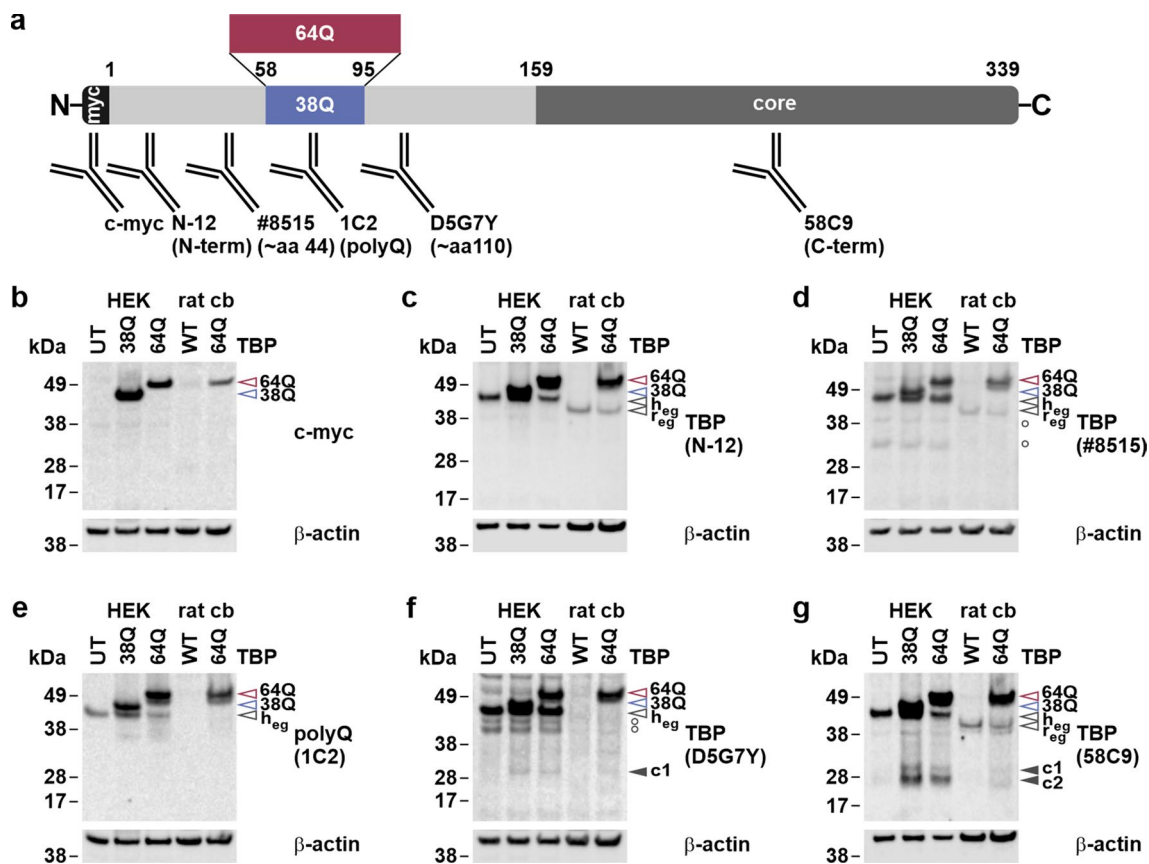 a
64Q
1 58 95 159 339
N myc 38Q core C
c-myc N-12 #8515 1C2 D5G7Y 58C9
(N-term) (~aa 44) (polyQ) (~aa110) (C-term)
b
HEK rat cb
kDa UT 38Q 64Q WT 64Q TBP
49 64Q
38Q
38 c-myc
28
17
38 β-actin
c
HEK rat cb
kDa UT 38Q 64Q WT 64Q TBP
49 64Q
38Q
heg
reg
38 TBP
(N-12)
28
17
38 β-actin
d
HEK rat cb
kDa UT 38Q 64Q WT 64Q TBP
49 64Q
38Q
heg
reg
38 TBP
(#8515)
28
17
38 β-actin
e
HEK rat cb
kDa UT 38Q 64Q WT 64Q TBP
49 64Q
38Q
heg
38 polyQ
(1C2)
28
17
38 β-actin
f
HEK rat cb
kDa UT 38Q 64Q WT 64Q TBP
49 64Q
38Q
heg
38 TBP
(D5G7Y)
28 c1
17
38 β-actin
g
HEK rat cb
kDa UT 38Q 64Q WT 64Q TBP
49 64Q
38Q
heg
reg
38 TBP
(58C9)
28 c1
c2
17
38 β-actin